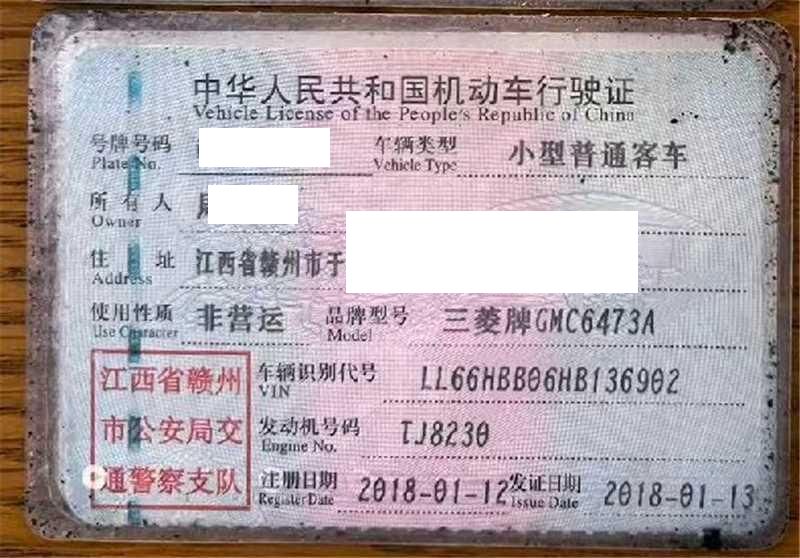 中华人民共和国机动车行驶证
Vehicle License of the People's Republic of China
号牌号码 车辆类型 小型普通客车
Plate No. Vehicle Type
所有人
Owner
住址 江西省赣州市于
Address
使用性质 非营运 品牌型号 三菱牌GMC6473A
Use Character Model
江西省赣州 车辆识别代号 LL66HBB06HB136902
VIN
市公安局交 发动机号码 TJ8230
Engine No.
通警察支队 注册日期 2018-01-12 发证日期 2018-01-13
Register Date Issue Date